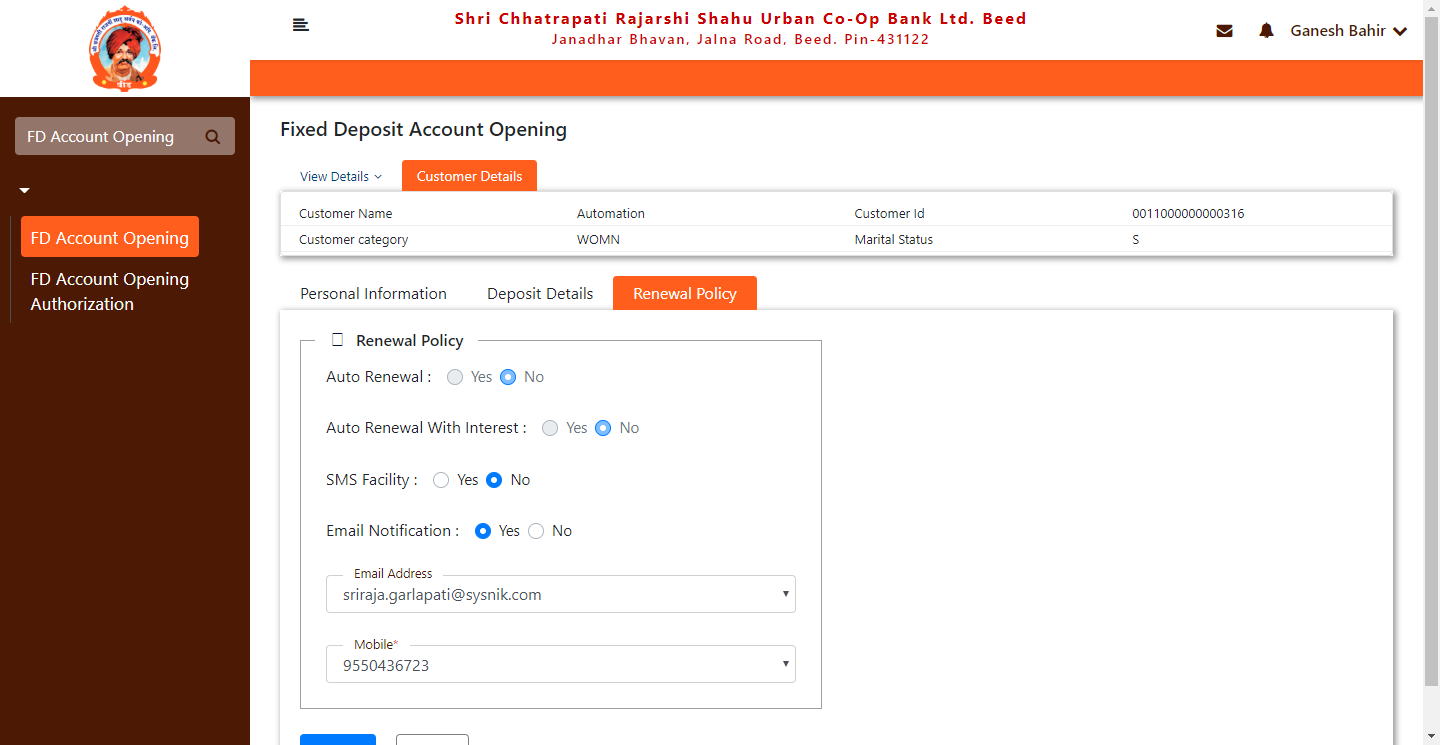 Shri Chhatrapati Rajarshi Shahu Urban Co-Op Bank Ltd. Beed
Janadhar Bhavan, Jalna Road, Beed. Pin-431122
Ganesh Bahir
बीड
FD Account Opening
FD Account Opening
FD Account Opening
Authorization
Fixed Deposit Account Opening
View Details
Customer Details
Customer Name Automation Customer Id 0011000000000316
Customer category WOMN Marital Status S
Personal Information Deposit Details Renewal Policy
Renewal Policy
Auto Renewal : Yes No
Auto Renewal With Interest : Yes No
SMS Facility : Yes No
Email Notification : Yes No
Email Address
sriraja.garlapati@sysnik.com
Mobile*
9550436723